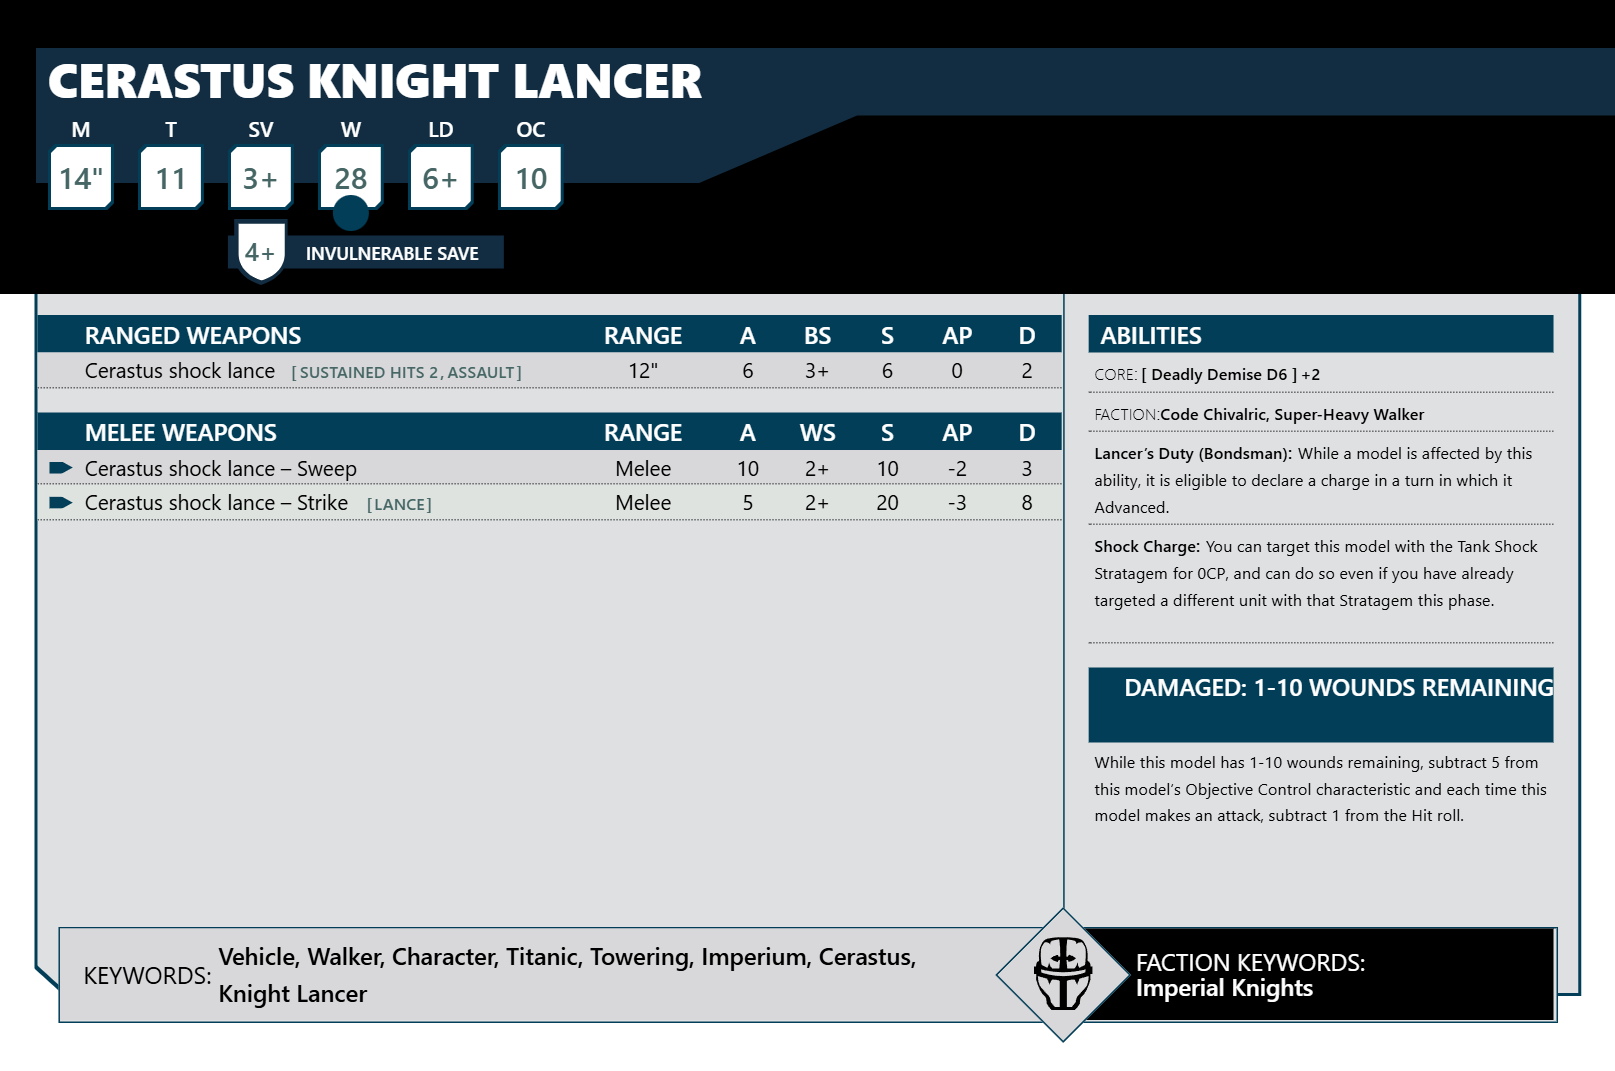 CERASTUS KNIGHT LANCER
M T SV W LD OC
14" 11 3+ 28 6+ 10
4+ INVULNERABLE SAVE
RANGED WEAPONS RANGE A BS S AP D
Cerastus shock lance [ SUSTAINED HITS 2, ASSAULT ] 12" 6 3+ 6 0 2
MELEE WEAPONS RANGE A WS S AP D
Cerastus shock lance – Sweep Melee 10 2+ 10 -2 3
Cerastus shock lance – Strike [ LANCE ] Melee 5 2+ 20 -3 8
ABILITIES
CORE: [ Deadly Demise D6 ] +2
FACTION:Code Chivalric, Super-Heavy Walker
Lancer’s Duty (Bondsman): While a model is affected by this
ability, it is eligible to declare a charge in a turn in which it
Advanced.
Shock Charge: You can target this model with the Tank Shock
Stratagem for 0CP, and can do so even if you have already
targeted a different unit with that Stratagem this phase.
DAMAGED: 1-10 WOUNDS REMAINING
While this model has 1-10 wounds remaining, subtract 5 from
this model’s Objective Control characteristic and each time this
model makes an attack, subtract 1 from the Hit roll.
KEYWORDS: Vehicle, Walker, Character, Titanic, Towering, Imperium, Cerastus,
Knight Lancer
FACTION KEYWORDS:
Imperial Knights